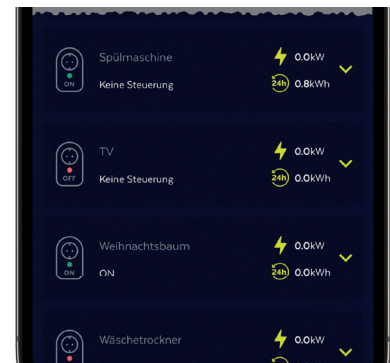 Spülmaschine 0.0kW
ON Keine Steuerung 24h 0.8kWh
TV 0.0kW
OFF Keine Steuerung 24h 0.0kWh
Weihnachtsbaum 0.0kW
ON ON 24h 0.0kWh
Wäschetrockner 0.0kW